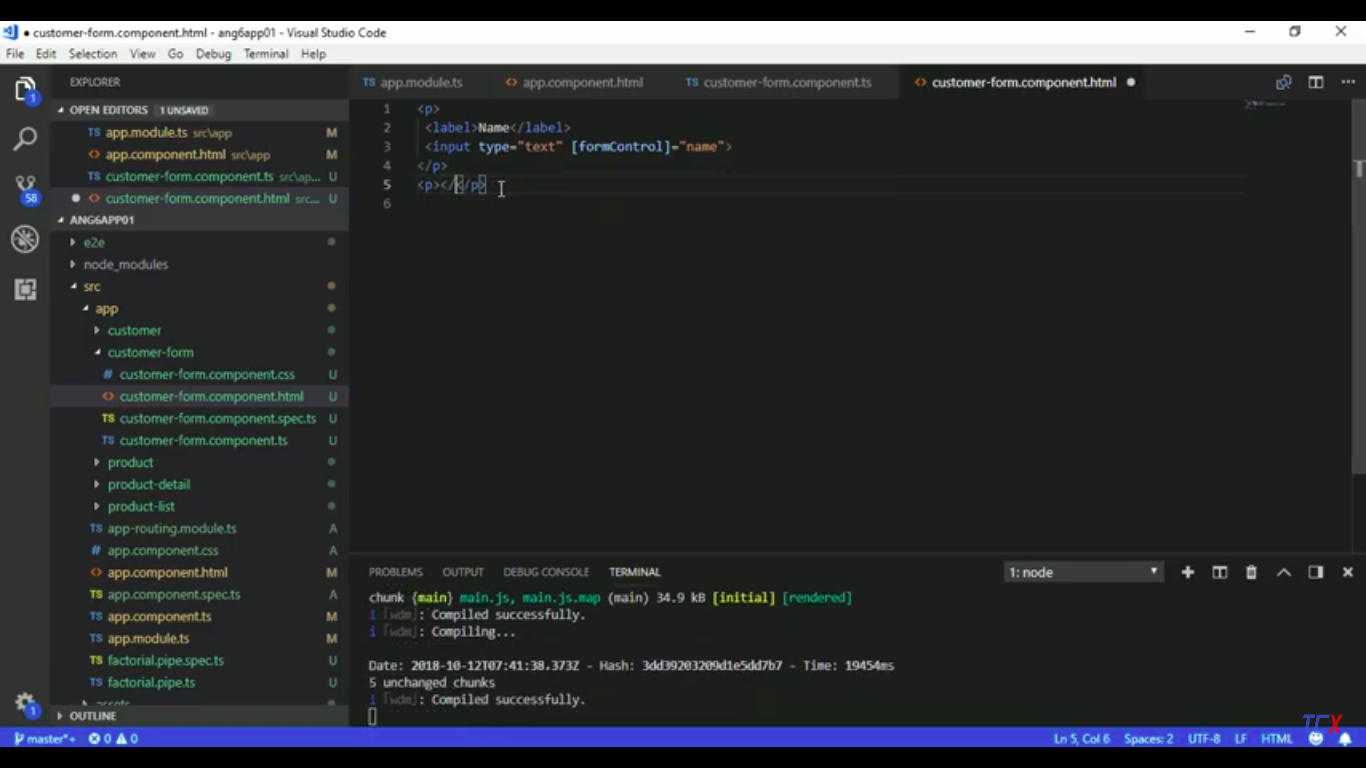 customer-form.component.html - ang6app01 - Visual Studio Code
File Edit Selection View Go Debug Terminal Help
EXPLORER
OPEN EDITORS 1 UNSAVED
TS app.module.ts src\app M
<> app.component.html src\app M
TS customer-form.component.ts src\ap... U
<> customer-form.component.html src... U
ANG6APP01
e2e
node_modules
src
app
customer
customer-form
# customer-form.component.css U
<> customer-form.component.html U
TS customer-form.component.spec.ts U
TS customer-form.component.ts U
product
product-detail
product-list
TS app-routing.module.ts A
# app.component.css A
<> app.component.html M
TS app.component.spec.ts U
TS app.component.ts M
TS app.module.ts M
TS factorial.pipe.spec.ts U
TS factorial.pipe.ts U
OUTLINE
1
58
1
TS app.module.ts <> app.component.html TS customer-form.component.ts <> customer-form.component.html
1 <p>
2 <label>Name</label>
3 <input type="text" [formControl]="name">
4 </p>
5 <p></</p>
6
PROBLEMS OUTPUT DEBUG CONSOLE TERMINAL 1: node
chunk {main} main.js, main.js.map (main) 34.9 kB [initial] [rendered]
i ｢wdm｣: Compiled successfully.
i ｢wdm｣: Compiling...
Date: 2018-10-12T07:41:38.373Z - Hash: 3dd39203209d1e5dd7b7 - Time: 19454ms
5 unchanged chunks
i ｢wdm｣: Compiled successfully.
TCX
master*+ 0 0 Ln 5, Col 6 Spaces: 2 UTF-8 LF HTML